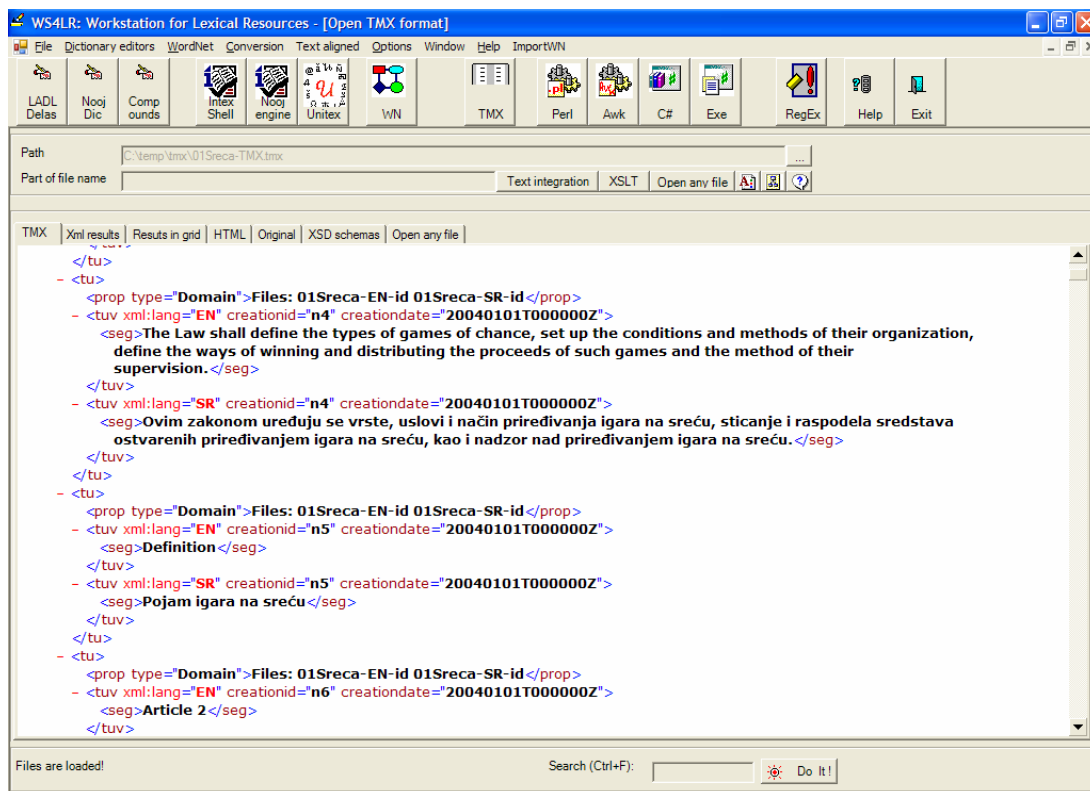 WS4LR: Workstation for Lexical Resources - [Open TMX format]
File Dictionary editors WordNet Conversion Text aligned Options Window Help ImportWN
LADL Delas Nooj Dic Comp ounds Intex Shell Nooj engine Unitex WN TMX Perl Awk C# Exe RegEx Help Exit
Path C:\temp\tmx\01Sreca-TMX.tmx ...
Part of file name Text integration XSLT Open any file
TMX Xml results Resuts in grid HTML Original XSD schemas Open any file
</tuv>
</tu>
- <tu>
<prop type="Domain">Files: 01Sreca-EN-id 01Sreca-SR-id</prop>
- <tuv xml:lang="EN" creationid="n4" creationdate="20040101T000000Z">
<seg>The Law shall define the types of games of chance, set up the conditions and methods of their organization,
define the ways of winning and distributing the proceeds of such games and the method of their
supervision.</seg>
</tuv>
- <tuv xml:lang="SR" creationid="n4" creationdate="20040101T000000Z">
<seg>Ovim zakonom uređuju se vrste, uslovi i način priređivanja igara na sreću, sticanje i raspodela sredstava
ostvarenih priređivanjem igara na sreću, kao i nadzor nad priređivanjem igara na sreću.</seg>
</tuv>
</tu>
- <tu>
<prop type="Domain">Files: 01Sreca-EN-id 01Sreca-SR-id</prop>
- <tuv xml:lang="EN" creationid="n5" creationdate="20040101T000000Z">
<seg>Definition</seg>
</tuv>
- <tuv xml:lang="SR" creationid="n5" creationdate="20040101T000000Z">
<seg>Pojam igara na sreću</seg>
</tuv>
</tu>
- <tu>
<prop type="Domain">Files: 01Sreca-EN-id 01Sreca-SR-id</prop>
- <tuv xml:lang="EN" creationid="n6" creationdate="20040101T000000Z">
<seg>Article 2</seg>
</tuv>
Files are loaded! Search (Ctrl+F): Do It!